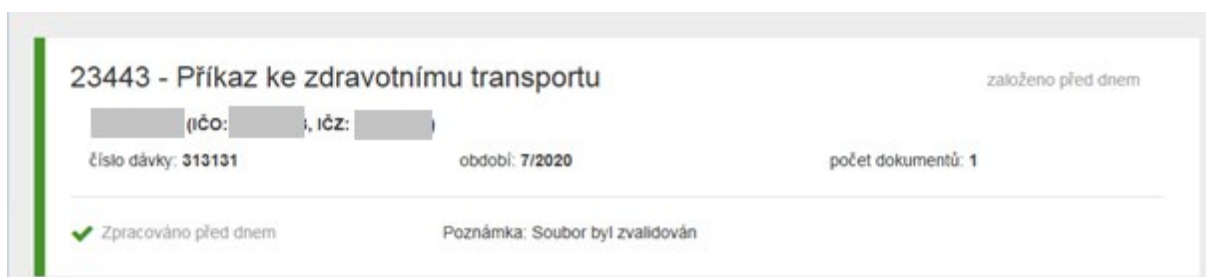 23443 - Příkaz ke zdravotnímu transportu
založeno před dnem
(IČO: , IČZ: )
číslo dávky: 313131
období: 7/2020
počet dokumentů: 1
Zpracováno před dnem
Poznámka: Soubor byl zvalidován